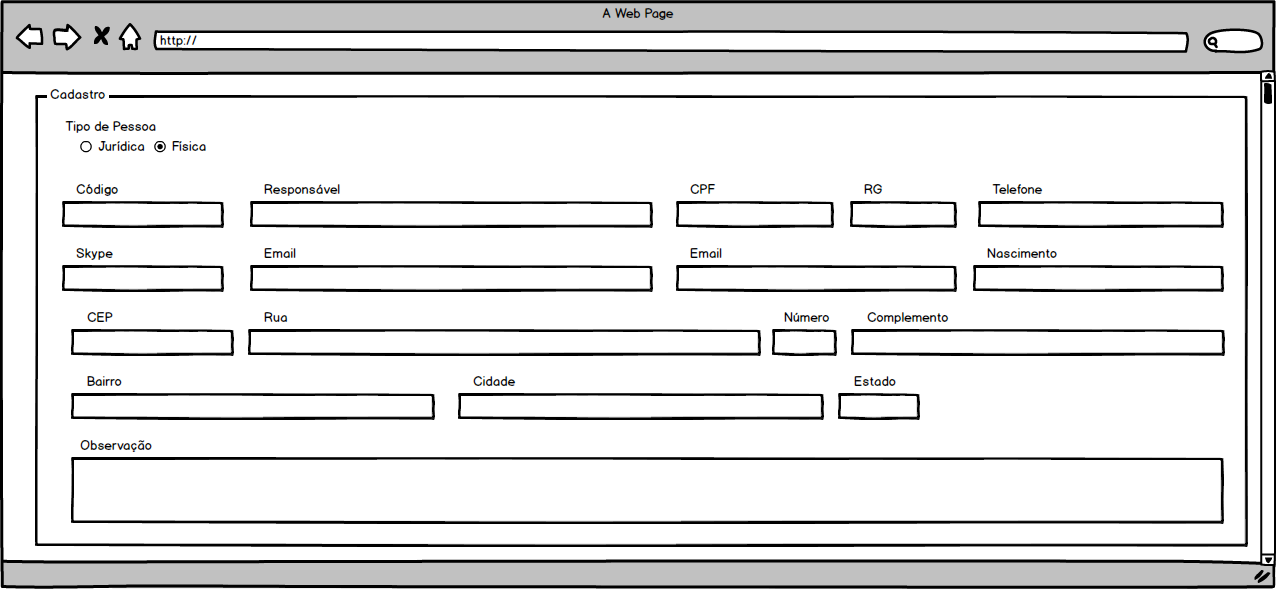 A Web Page
http://
Cadastro
Tipo de Pessoa
Jurídica Física
Código Responsável CPF RG Telefone
Skype Email Email Nascimento
CEP Rua Número Complemento
Bairro Cidade Estado
Observação